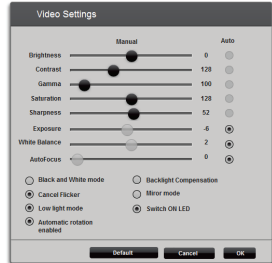 Video Settings
Manual Auto
Brightness 0
Contrast 128
Gamma 100
Saturation 128
Sharpness 52
Exposure -6
White Balance 2
AutoFocus 0
Black and White mode Backlight Compensation
Cancel Flicker Miror mode
Low light mode Switch ON LED
Automatic rotation
enabled
Default Cancel OK